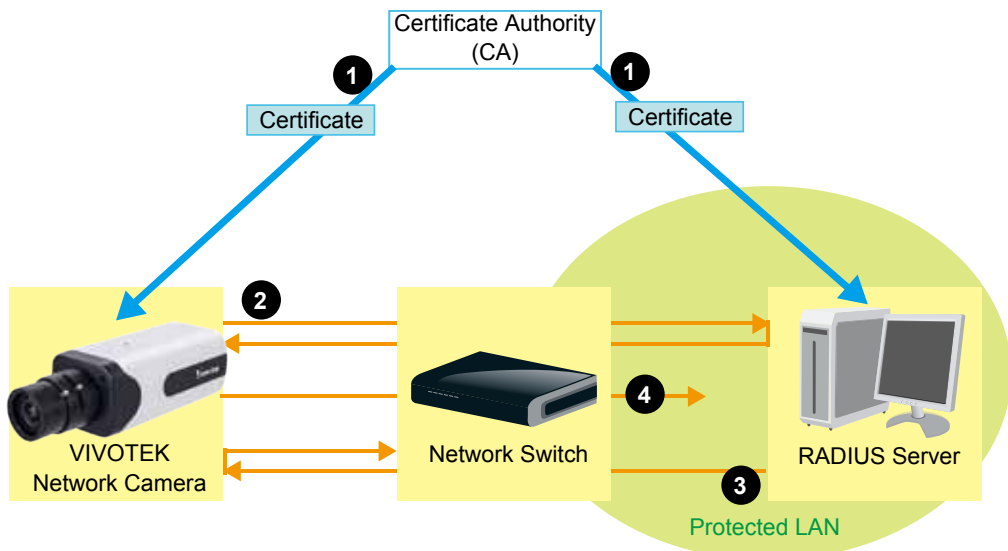 Certificate Authority
(CA)
1
1
Certificate
Certificate
2
4
VIVOTEK
Network Camera
Network Switch
RADIUS Server
3
Protected LAN